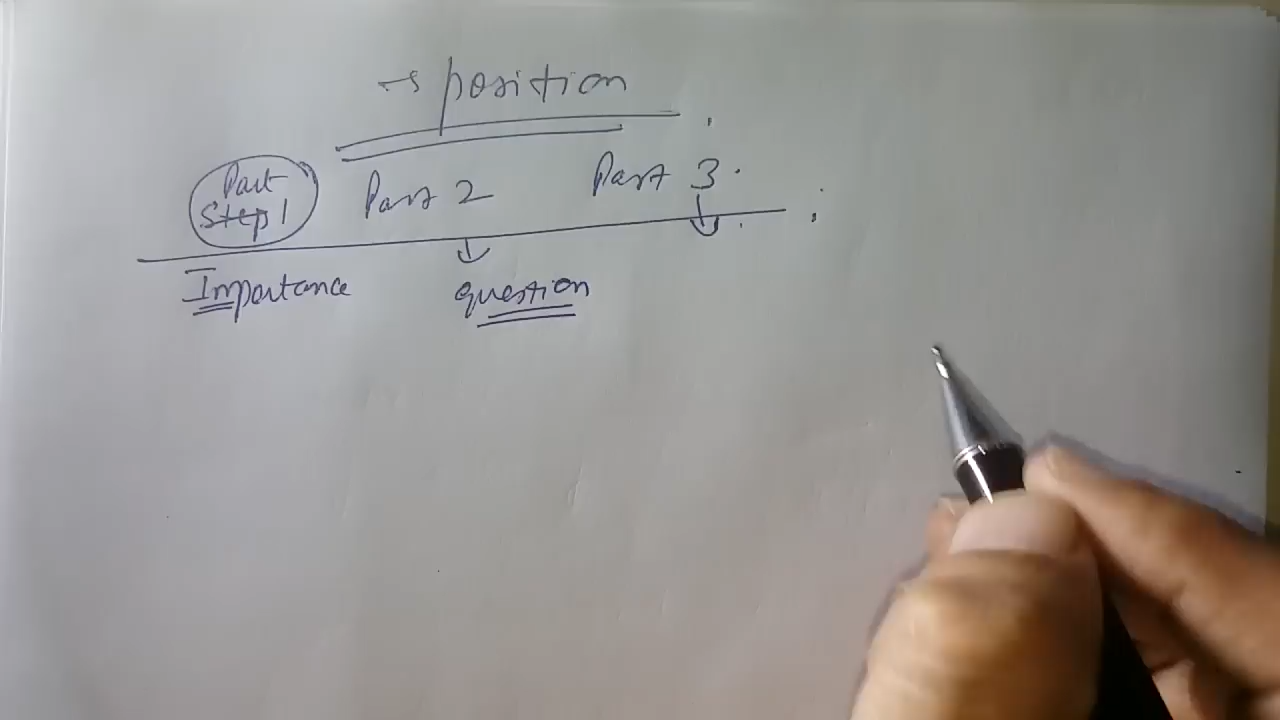 → position
Part Part 2 Part 3
Step 1
Importance question